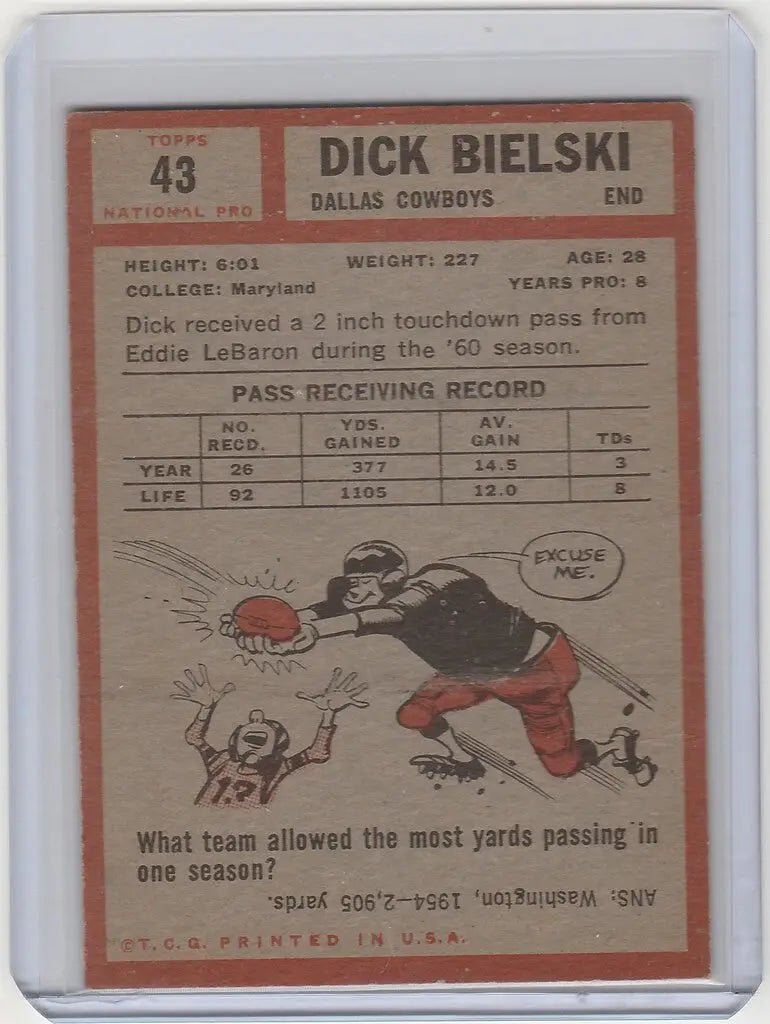 TOPPS
43
NATIONAL PRO
DICK BIELSKI
DALLAS COWBOYS END
HEIGHT: 6:01 WEIGHT: 227 AGE: 28
COLLEGE: Maryland YEARS PRO: 8
Dick received a 2 inch touchdown pass from
Eddie LeBaron during the '60 season.
PASS RECEIVING RECORD
NO. RECD. YDS. GAINED AV. GAIN TDs
YEAR 26 377 14.5 3
LIFE 92 1105 12.0 8
EXCUSE
ME.
1?
What team allowed the most yards passing in
one season?
ANS: Washington, 1954—2,905 yards.
©T.C.G. PRINTED IN U.S.A.